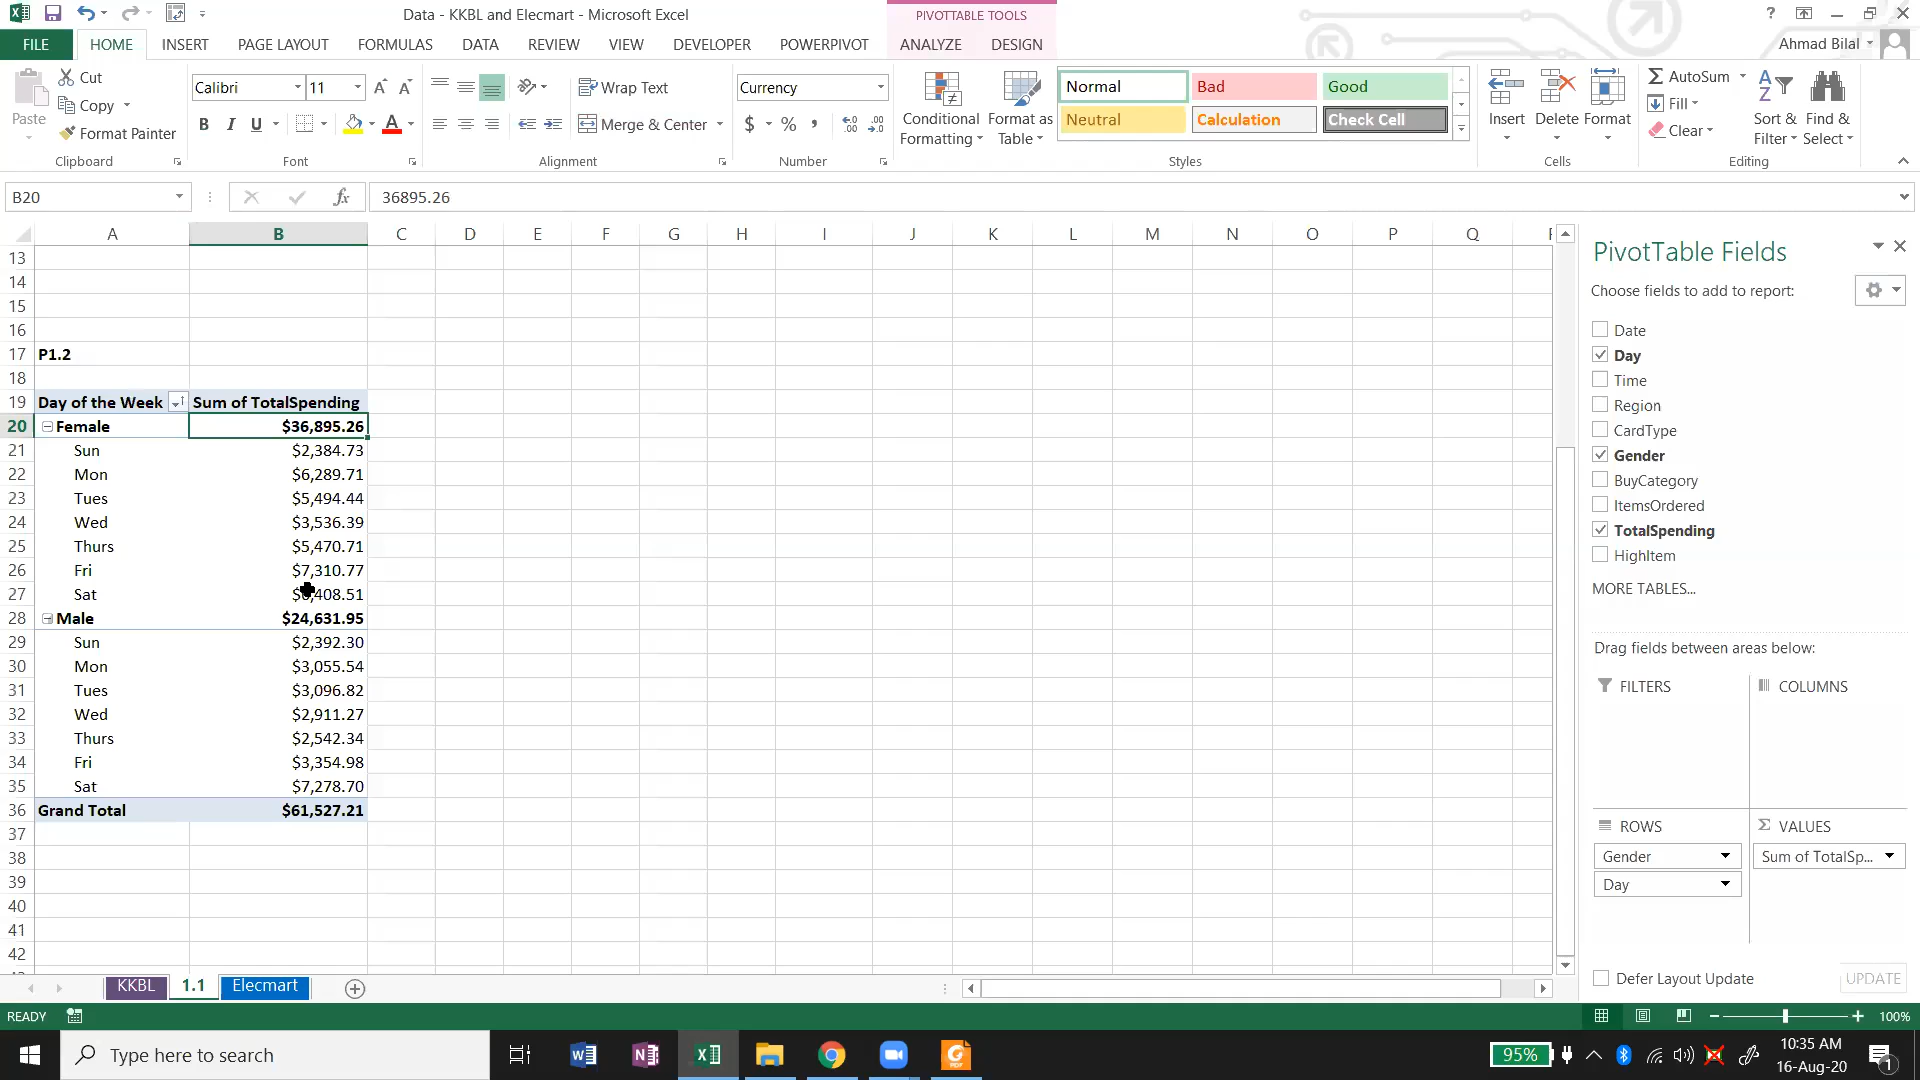 Data - KKBL and Elecmart - Microsoft Excel
PIVOTTABLE TOOLS
?
FILE HOME INSERT PAGE LAYOUT FORMULAS DATA REVIEW VIEW DEVELOPER POWERPIVOT ANALYZE DESIGN
Ahmad Bilal
Paste
Cut
Copy
Format Painter
Clipboard
Calibri 11
B I U
Font
Wrap Text
Merge & Center
Alignment
Currency
$ % ,
Number
Conditional Formatting
Format as Table
Normal Bad Good
Neutral Calculation Check Cell
Styles
Insert Delete Format
Cells
AutoSum
Fill
Clear
Sort & Filter
Find & Select
Editing
B20
fx
36895.26
A B C D E F G H I J K L M N O P Q
13
14
15
16
17 P1.2
18
19 Day of the Week Sum of TotalSpending
20 Female $36,895.26
21 Sun $2,384.73
22 Mon $6,289.71
23 Tues $5,494.44
24 Wed $3,536.39
25 Thurs $5,470.71
26 Fri $7,310.77
27 Sat ,408.51
28 Male $24,631.95
29 Sun $2,392.30
30 Mon $3,055.54
31 Tues $3,096.82
32 Wed $2,911.27
33 Thurs $2,542.34
34 Fri $3,354.98
35 Sat $7,278.70
36 Grand Total $61,527.21
37
38
39
40
41
42
PivotTable Fields
Choose fields to add to report:
Date
Day
Time
Region
CardType
Gender
BuyCategory
ItemsOrdered
TotalSpending
HighItem
MORE TABLES...
Drag fields between areas below:
FILTERS
COLUMNS
ROWS
Gender
Day
VALUES
Sum of TotalSp...
Defer Layout Update
UPDATE
KKBL 1.1 Elecmart
READY
100%
Type here to search
95%
10:35 AM
16-Aug-20
1